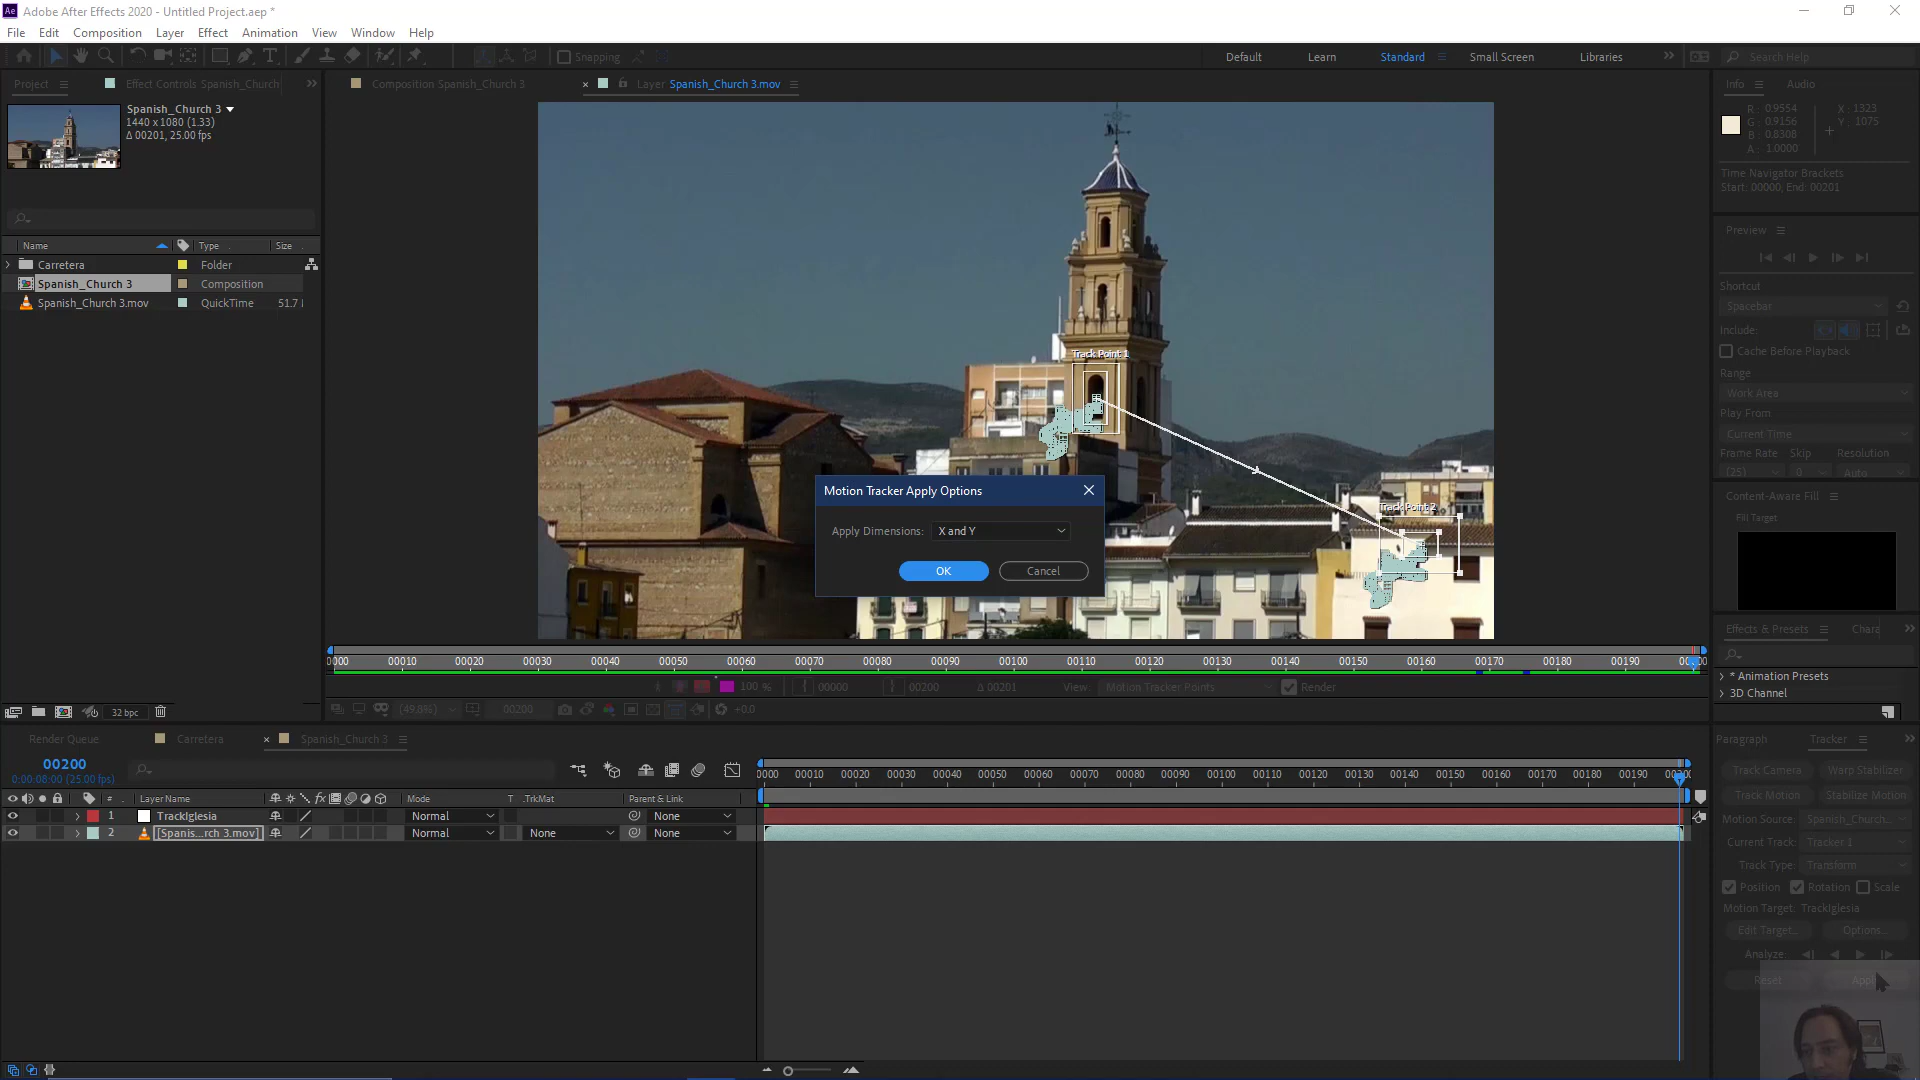 Adobe After Effects 2020 - Untitled Project.aep *
File Edit Composition Layer Effect Animation View Window Help
Snapping
Default Learn Standard Small Screen Libraries
Search Help
Project
Effect Controls Spanish_Church
Composition Spanish_Church 3
Layer Spanish_Church 3.mov
Info Audio
Spanish_Church 3
1440 x 1080 (1.33)
Δ 00201, 25.00 fps
R : 0.9554
G : 0.9156
B : 0.8308
A : 1.0000
X : 1323
Y : 1075
Time Navigator Brackets
Start: 00000, End: 00201
Preview
Shortcut
Spacebar
Include:
Cache Before Playback
Range
Work Area
Play From
Current Time
Frame Rate Skip Resolution
(25) 0 Auto
Name Type Size
Carretera Folder
Spanish_Church 3 Composition
Spanish_Church 3.mov QuickTime 51.7
Track Point 1
Track Point 2
Motion Tracker Apply Options
Apply Dimensions: X and Y
OK Cancel
Content-Aware Fill
Fill Target
Effects & Presets Chara
* Animation Presets
3D Channel
0000 00010 00020 00030 00040 00050 00060 00070 00080 00090 00100 00110 00120 00130 00140 00150 00160 00170 00180 00190
100 % 00000 00200 Δ 00201 View Motion Tracker Points Render
32 bpc
(49.8%) 00200 +0.0
Render Queue Carretera Spanish_Church 3
00200
0:00:08:00 (25.00 fps)
0000 00010 00020 00030 00040 00050 00060 00070 00080 00090 00100 00110 00120 00130 00140 00150 00160 00170 00180 00190
# Layer Name Mode T .TrkMat Parent & Link
1 TrackIglesia Normal None
2 [Spanis...rch 3.mov] Normal None None
Paragraph Tracker
Track Camera Warp Stabilizer
Track Motion Stabilize Motion
Motion Source: Spanish_Church...
Current Track: Tracker 1
Track Type: Transform
Position Rotation Scale
Motion Target: TrackIglesia
Edit Target... Options...
Analyze:
Reset